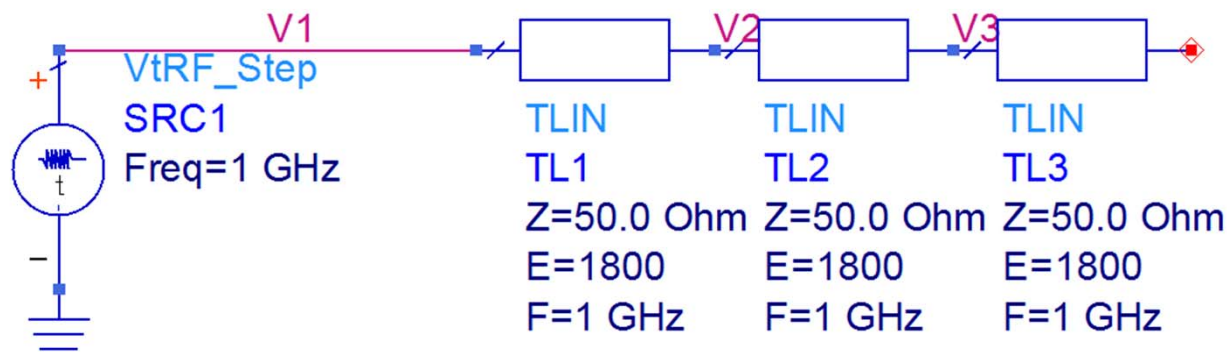 V1
V2
V3
+
VtRF_Step
SRC1
Freq=1 GHz
t
−
TLIN
TL1
Z=50.0 Ohm
E=1800
F=1 GHz
TLIN
TL2
Z=50.0 Ohm
E=1800
F=1 GHz
TLIN
TL3
Z=50.0 Ohm
E=1800
F=1 GHz